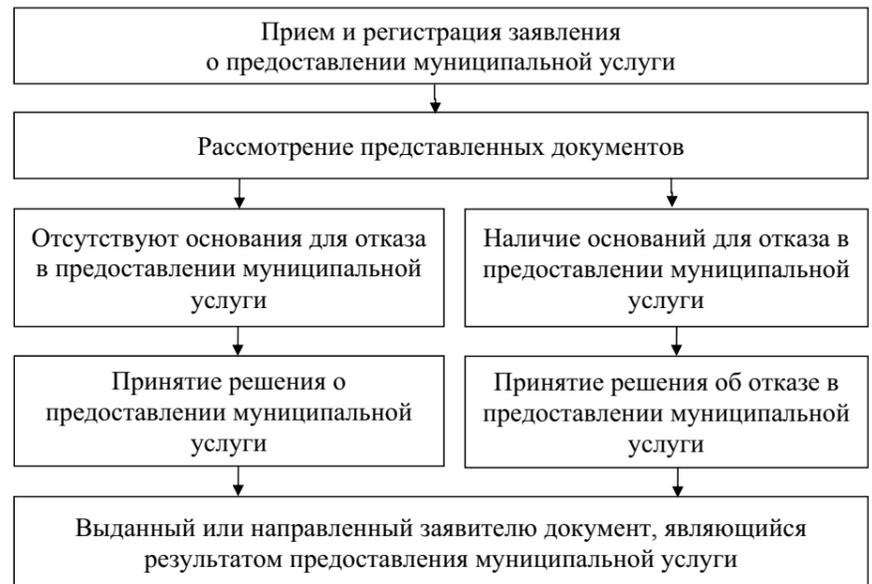 Прием и регистрация заявления
о предоставлении муниципальной услуги
Рассмотрение представленных документов
Отсутствуют основания для отказа
в предоставлении муниципальной
услуги
Наличие оснований для отказа в
предоставлении муниципальной
услуги
Принятие решения о
предоставлении муниципальной
услуги
Принятие решения об отказе в
предоставлении муниципальной
услуги
Выданный или направленный заявителю документ, являющийся
результатом предоставления муниципальной услуги